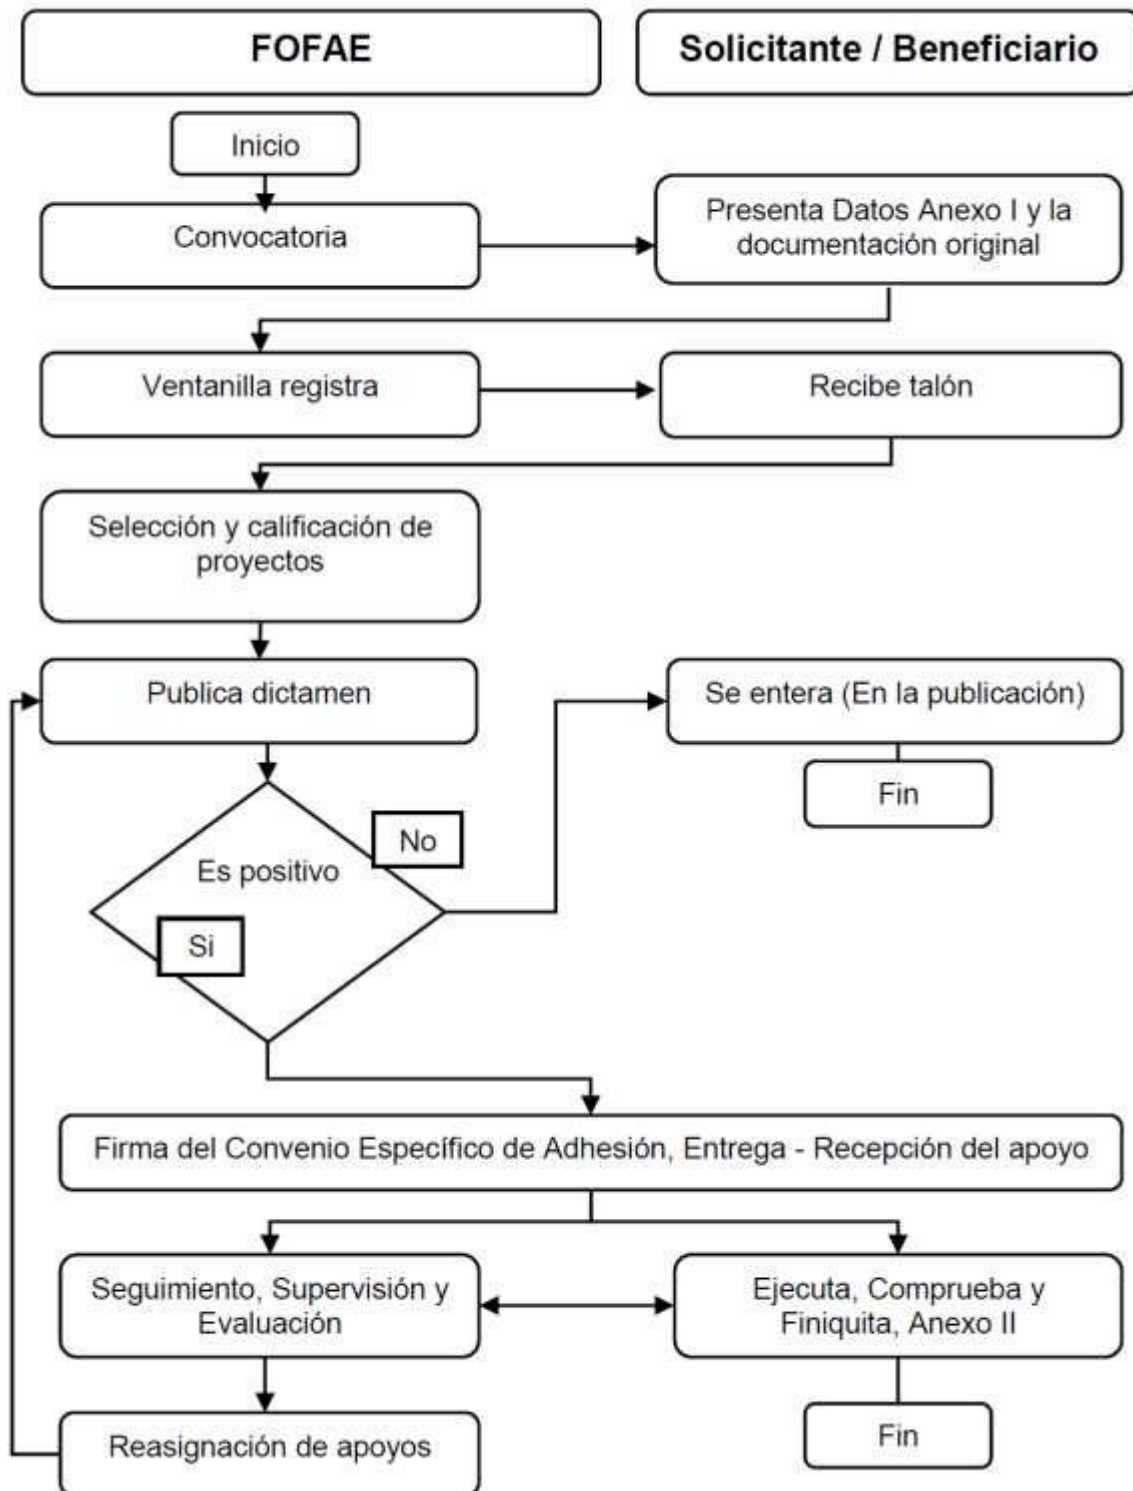 FOFAE
Solicitante / Beneficiario
Inicio
Convocatoria
Presenta Datos Anexo I y la
documentación original
Ventanilla registra
Recibe talón
Selección y calificación de
proyectos
Publica dictamen
Se entera (En la publicación)
Fin
No
Es positivo
Si
Firma del Convenio Específico de Adhesión, Entrega - Recepción del apoyo
Seguimiento, Supervisión y
Evaluación
Ejecuta, Comprueba y
Finiquita, Anexo II
Reasignación de apoyos
Fin